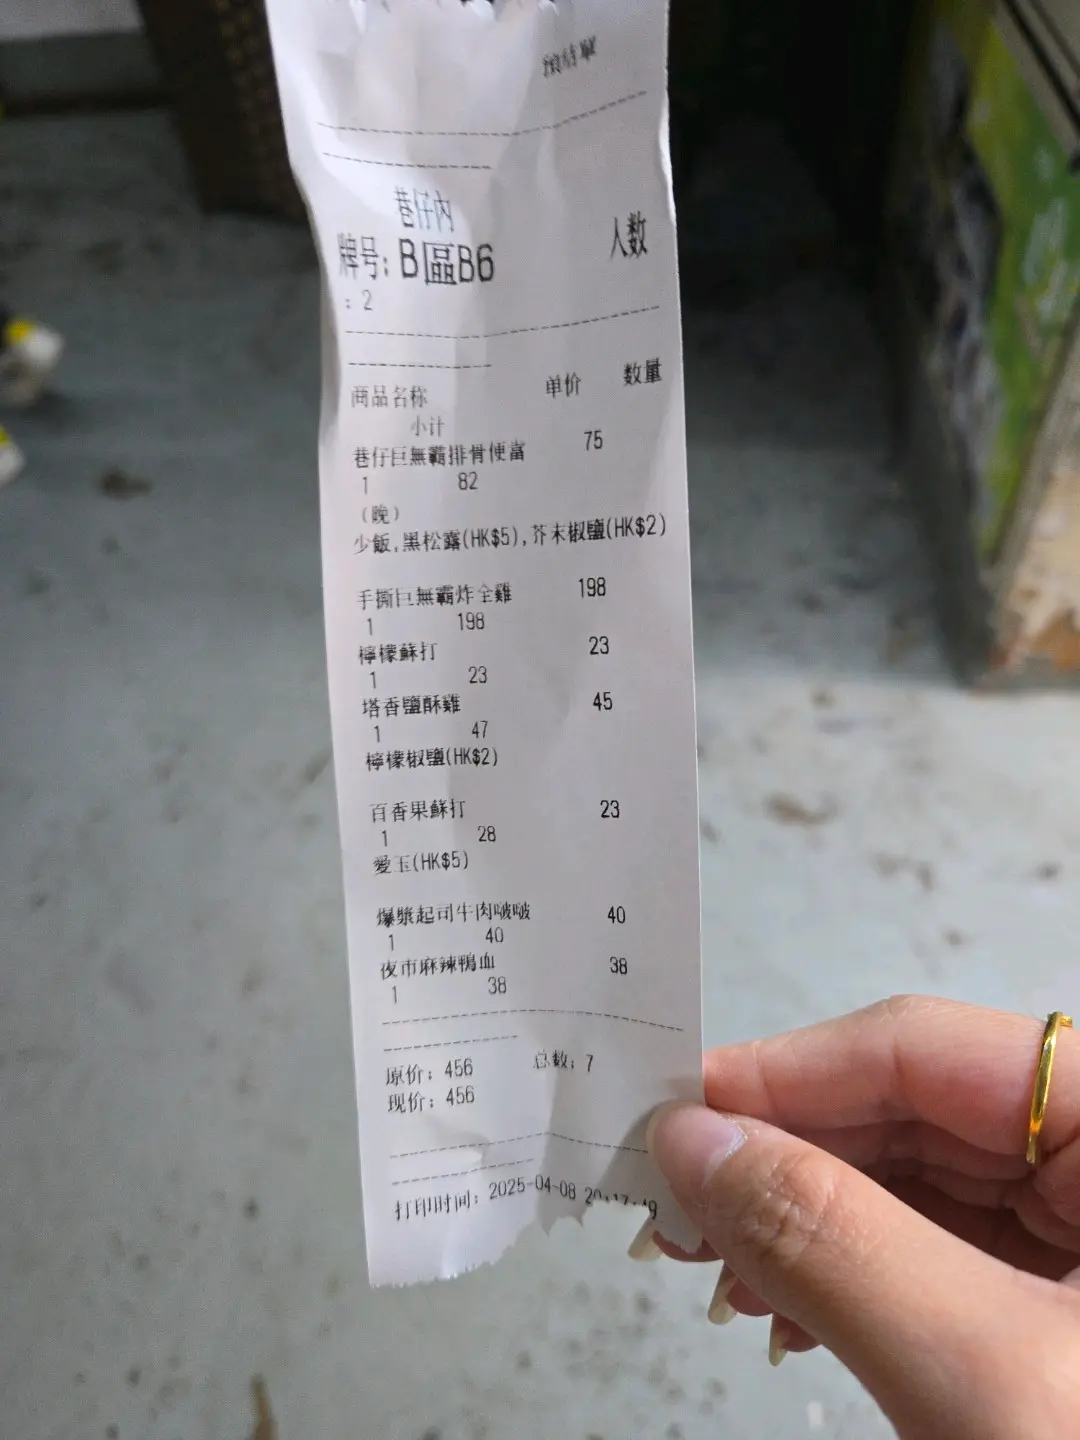 預結單
巷仔內
牌号: B區B6 人数
: 2
商品名称 单价 数量
小计
巷仔巨無霸排骨便當 75
1 82
(晚)
少飯,黑松露(HK$5),芥末椒鹽(HK$2)
手撕巨無霸炸全雞 198
1 198
檸檬蘇打 23
1 23
塔香鹽酥雞 45
1 47
檸檬椒鹽(HK$2)
百香果蘇打 23
1 28
愛玉(HK$5)
爆漿起司牛肉啵啵 40
1 40
夜市麻辣鴨血 38
1 38
原价: 456 总数: 7
现价: 456
打印时间: 2025-04-08